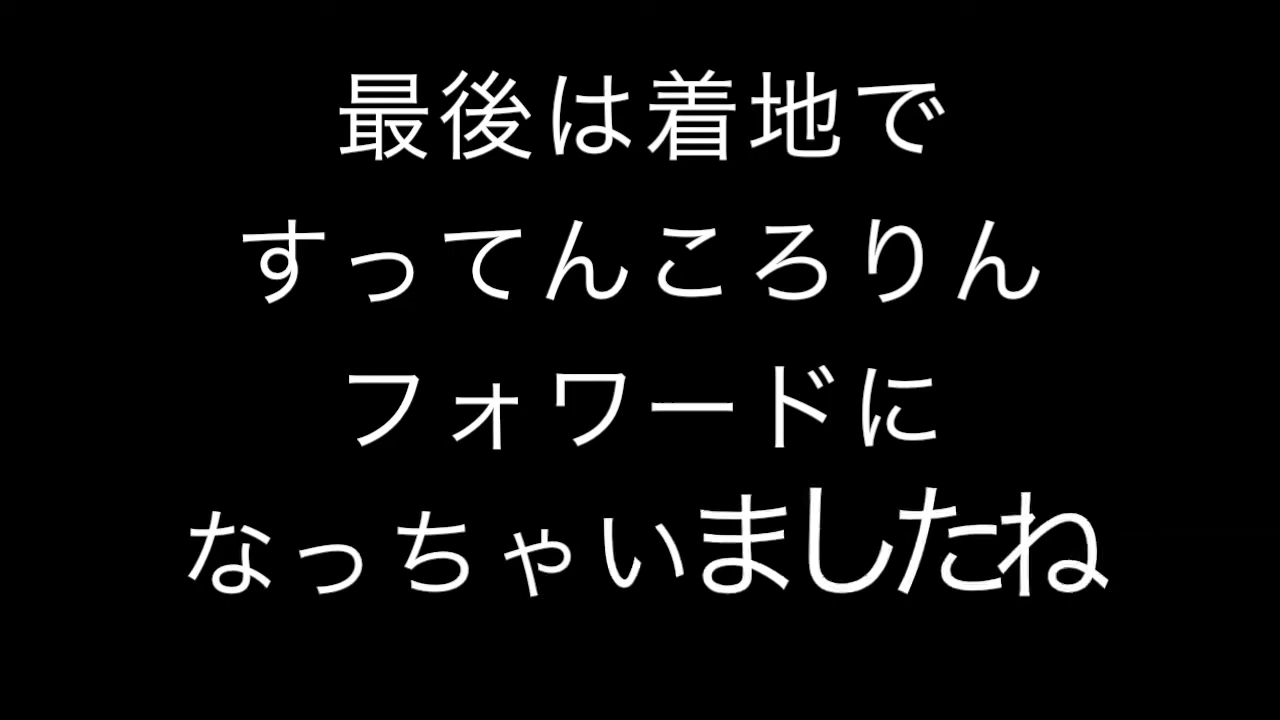 最後は着地で
すってんころりん
フォワードに
なっちゃいましたね